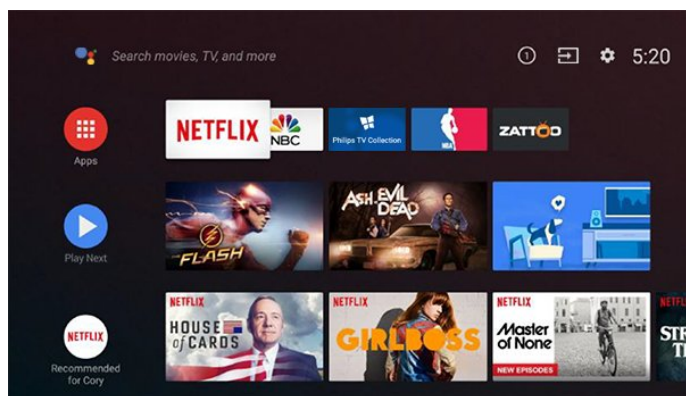 Search movies, TV, and more
1
5:20
Apps
NETFLIX
NBC
Philips TV Collection
NBA
ZATTOO
Play Next
THE FLASH
ASH vs EVIL DEAD
NETFLIX
Recommended
for Cory
NETFLIX
HOUSE
of CARDS
NETFLIX
GIRLBOSS
NETFLIX
Master
of None
NEW EPISODES